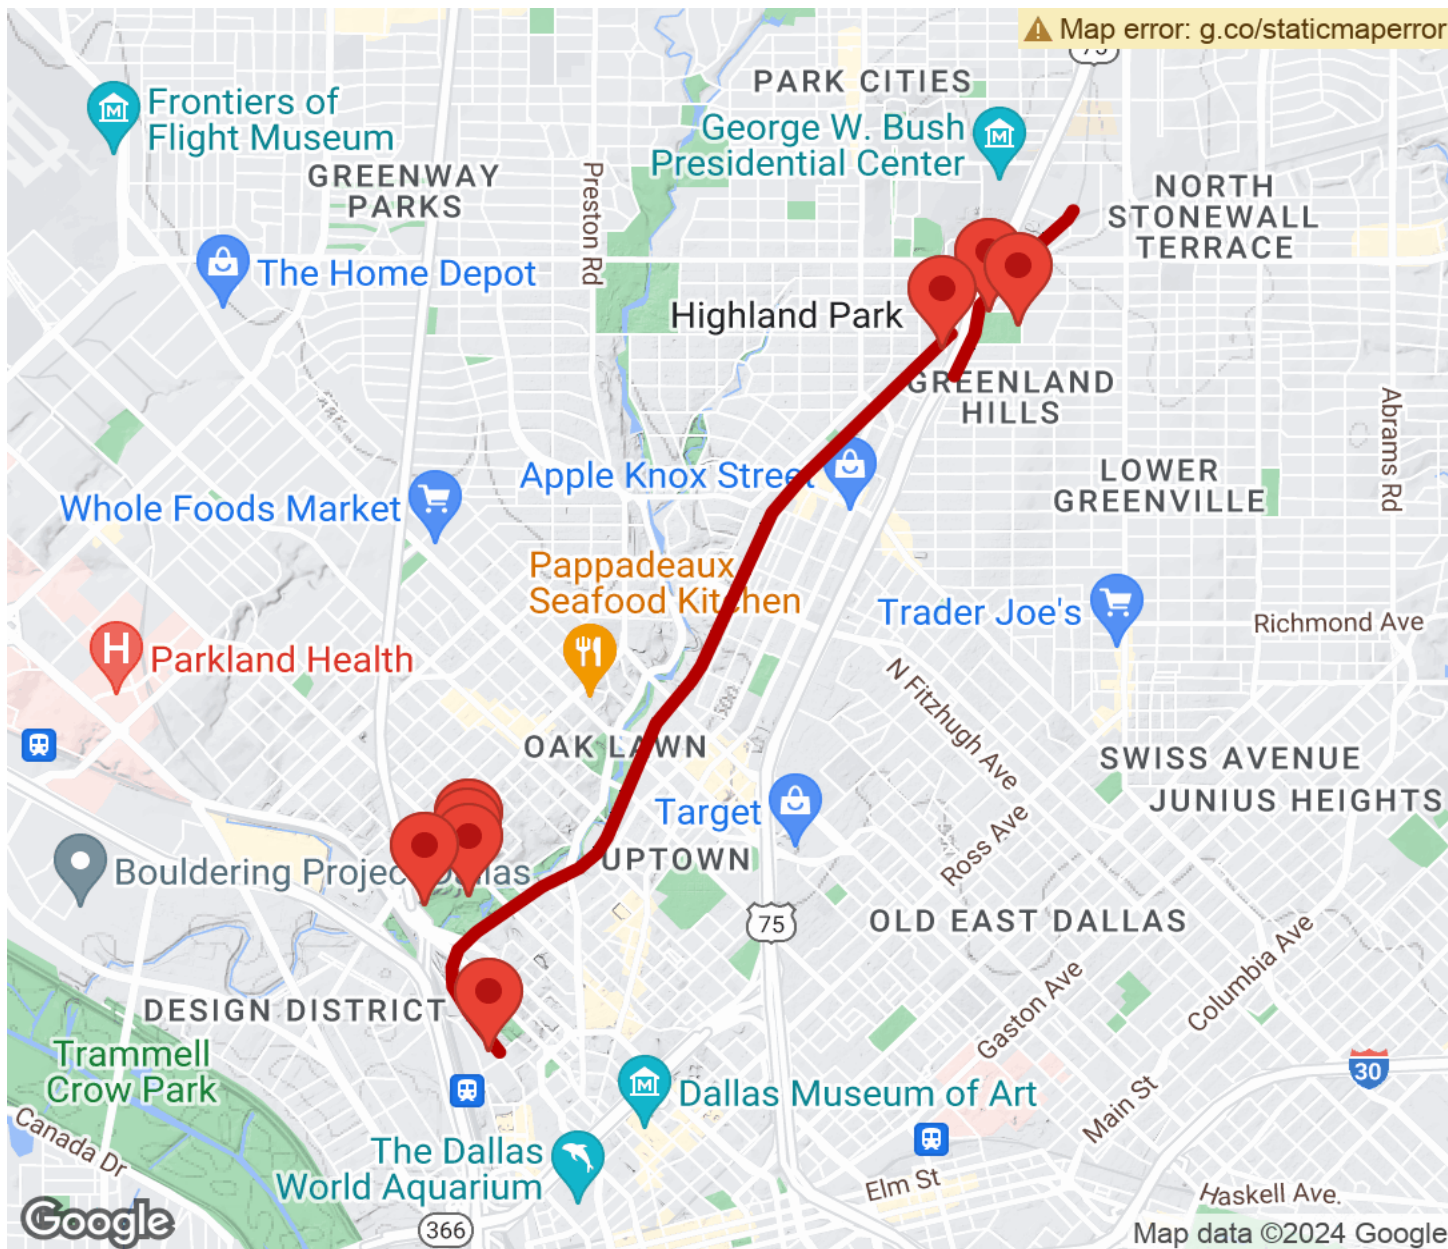 Map error: g.co/staticmaperror
75
PARK CITIES
Frontiers of
Flight Museum
George W. Bush
Presidential Center
GREENWAY
PARKS
Preston Rd
NORTH
STONEWALL
TERRACE
The Home Depot
Highland Park
GREENLAND
HILLS
Abrams Rd
Apple Knox Street
LOWER
GREENVILLE
Whole Foods Market
Pappadeaux
Seafood Kitchen
Trader Joe's
Richmond Ave
H
Parkland Health
N Fitzhugh Ave
OAK LAWN
SWISS AVENUE
JUNIUS HEIGHTS
Target
Ross Ave
UPTOWN
Bouldering Project Dallas
75
OLD EAST DALLAS
Columbia Ave
Gaston Ave
DESIGN DISTRICT
Trammell
Crow Park
30
Dallas Museum of Art
Main St
Canada Dr
The Dallas
World Aquarium
Elm St
Haskell Ave.
Google
366
Map data ©2024 Google